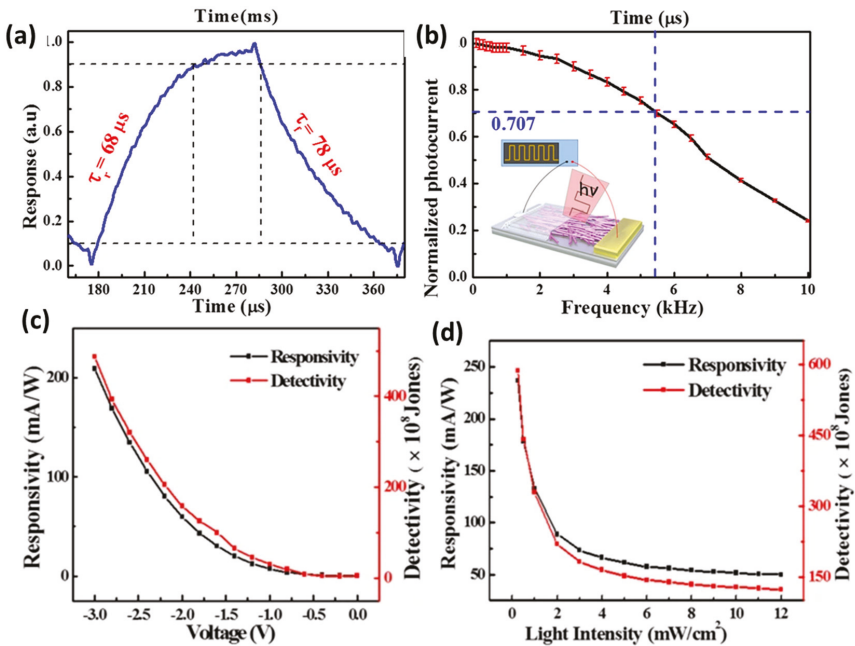 Time(ms)
(a)
1.0
0.8
0.6
0.4
0.2
0.0
Response (a.u)
τr = 68 μs
τf = 78 μs
180 210 240 270 300 330 360
Time (μs)
Time (μs)
(b)
0
0.8
0.6
0.4
0.2
0.0
Normalized photocurrent
0.707
hν
0 2 4 6 8 10
Frequency (kHz)
(c)
Responsivity
Detectivity
200
100
0
Responsivity (mA/W)
400
200
0
Detectivity ( × 10⁸Jones)
-3.0 -2.5 -2.0 -1.5 -1.0 -0.5 0.0
Voltage (V)
(d)
Responsivity
Detectivity
250
200
150
100
75
50
Responsivity (mA/W)
600
450
300
150
Detectivity ( × 10⁸Jones)
0 2 4 6 8 10 12
Light Intensity (mW/cm²)